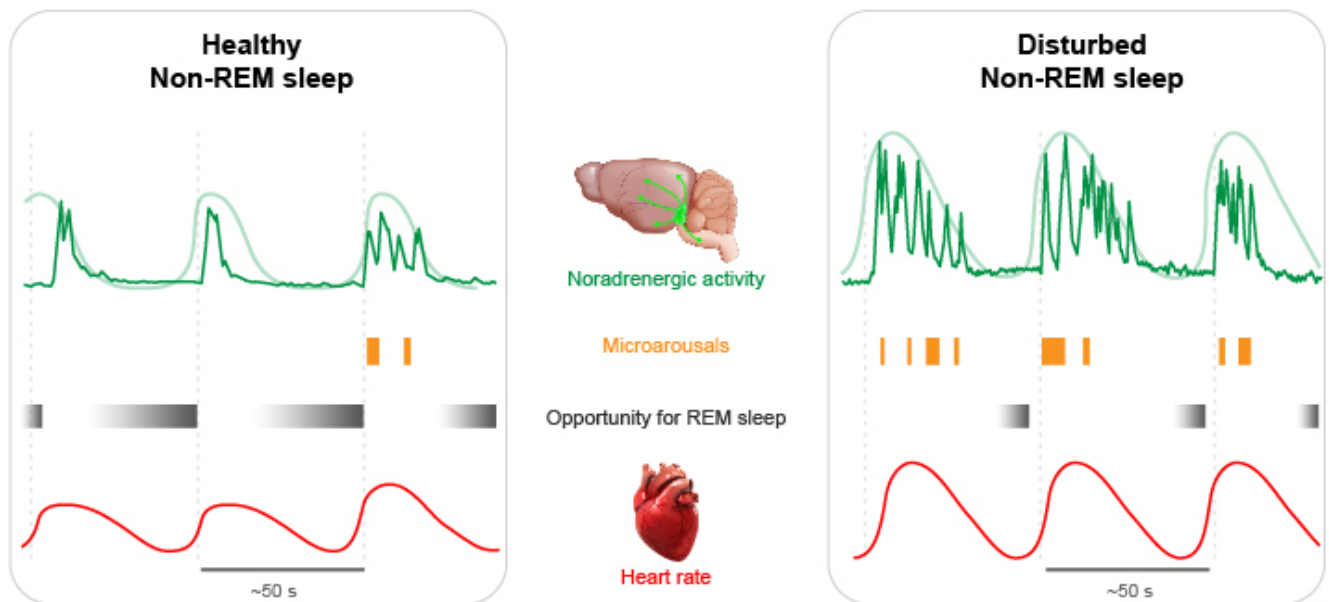 Healthy
Non-REM sleep
Disturbed
Non-REM sleep
Noradrenergic activity
Microarousals
Opportunity for REM sleep
Heart rate
~50 s
~50 s